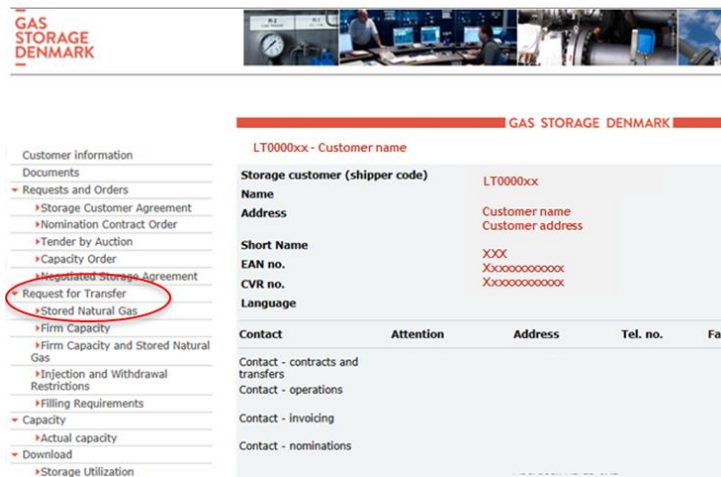 GAS
STORAGE
DENMARK
GAS STORAGE DENMARK
LT0000xx - Customer name
Customer information
Documents
Requests and Orders
Storage Customer Agreement
Nomination Contract Order
Tender by Auction
Capacity Order
Negotiated Storage Agreement
Request for Transfer
Stored Natural Gas
Firm Capacity
Firm Capacity and Stored Natural
Gas
Injection and Withdrawal
Restrictions
Filling Requirements
Capacity
Actual capacity
Download
Storage Utilization
Storage customer (shipper code) LT0000xx
Name
Address Customer name
Customer address
Short Name XXX
EAN no. Xxxxxxxxxxxx
CVR no. Xxxxxxxxxxxx
Language
Contact Attention Address Tel. no. Fa
Contact - contracts and
transfers
Contact - operations
Contact - invoicing
Contact - nominations